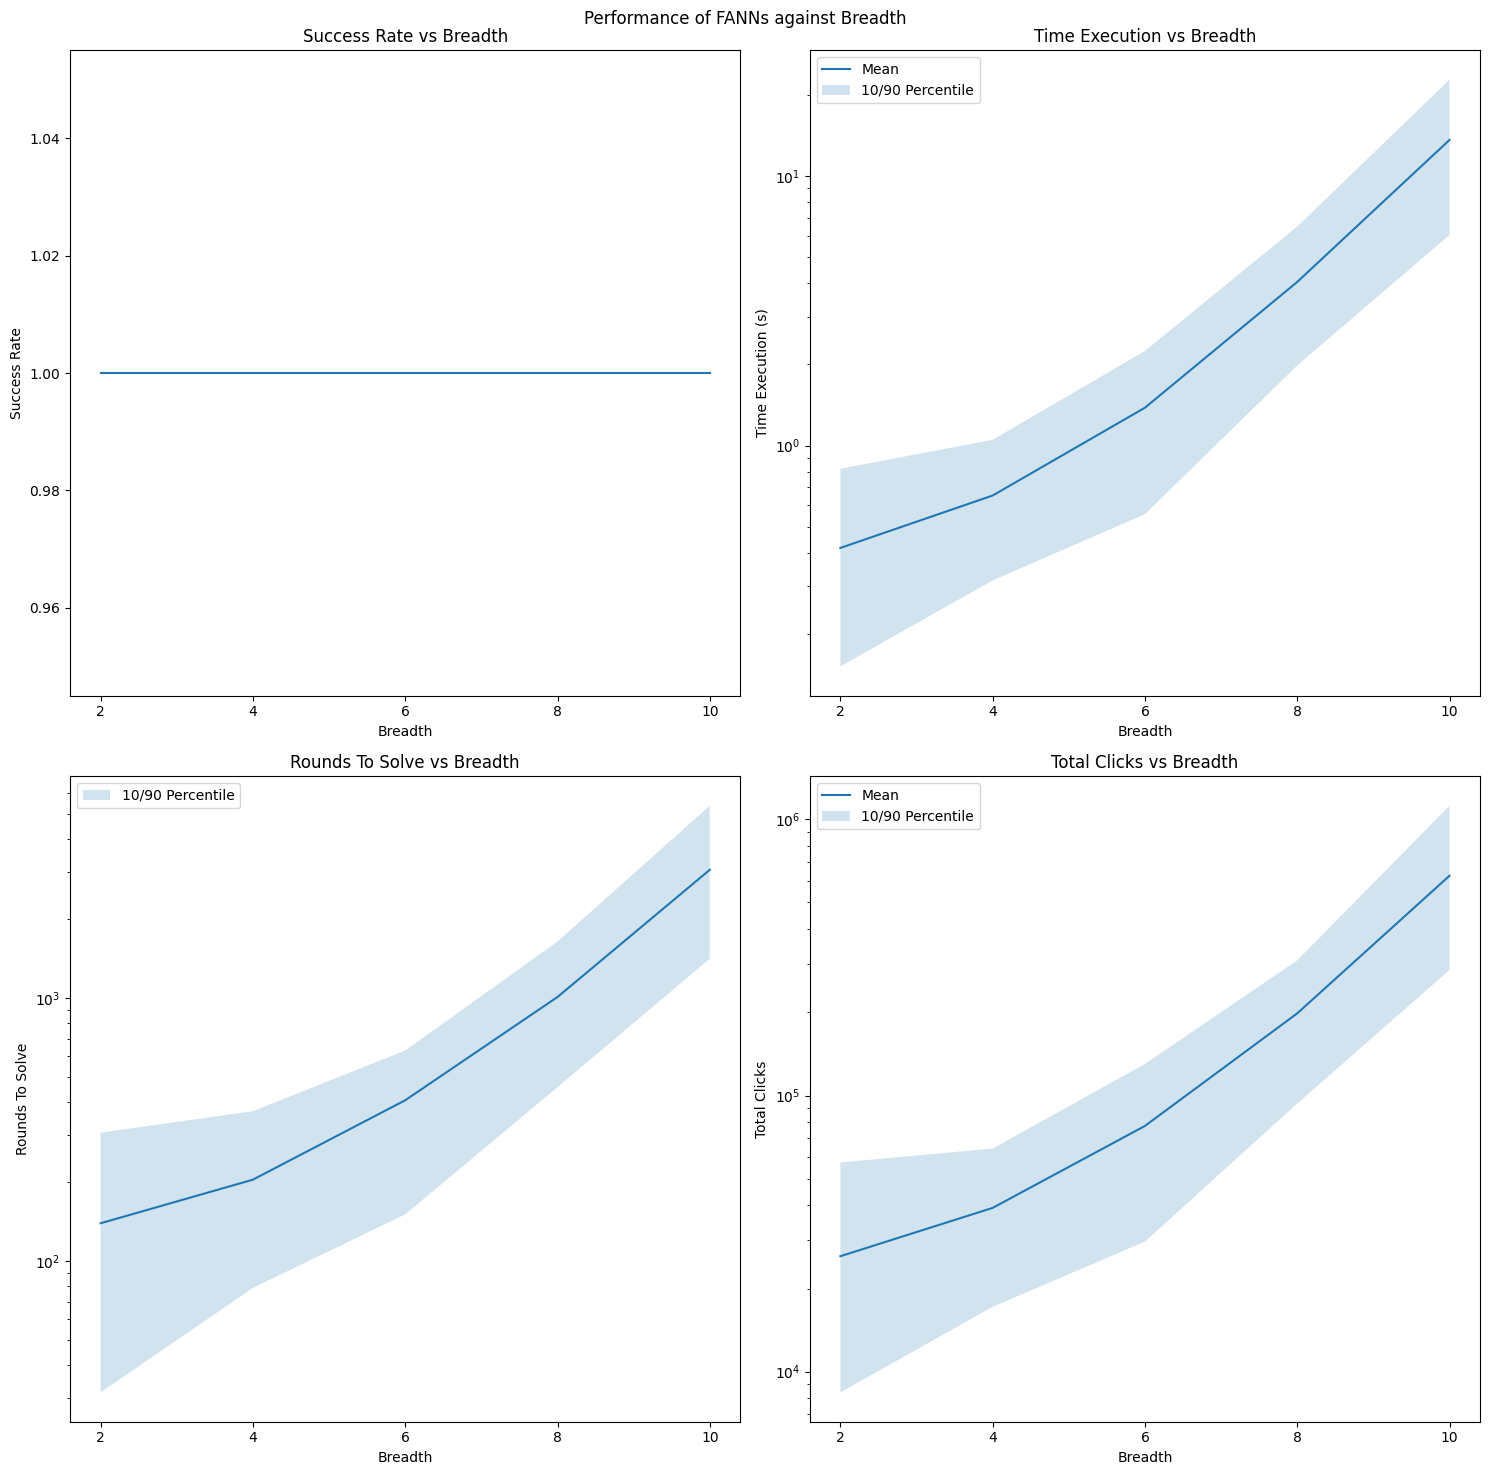 Performance of FANNs against Breadth
Success Rate vs Breadth
1.04
1.02
1.00
0.98
0.96
Success Rate
2 4 6 8 10
Breadth
Time Execution vs Breadth
Mean
10/90 Percentile
10¹
10⁰
Time Execution (s)
2 4 6 8 10
Breadth
Rounds To Solve vs Breadth
10/90 Percentile
10³
10²
Rounds To Solve
2 4 6 8 10
Breadth
Total Clicks vs Breadth
Mean
10/90 Percentile
10⁶
10⁵
10⁴
Total Clicks
2 4 6 8 10
Breadth